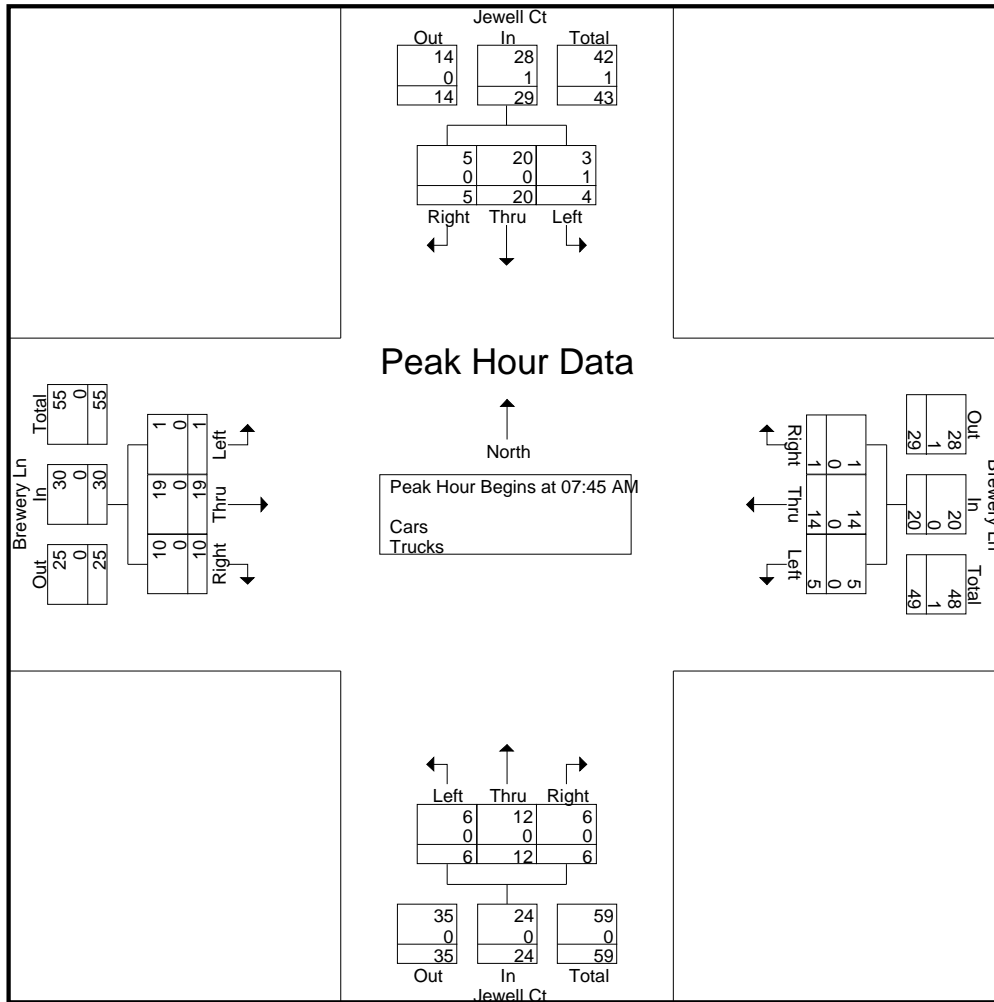 Jewell Ct
Out In Total
14 28 42
0 1 1
14 29 43
5 20 3
0 0 1
5 20 4
Right Thru Left
Peak Hour Data
North
Peak Hour Begins at 07:45 AM
Cars
Trucks
Brewery Ln
Total In Out
55 30 25
0 0 0
55 30 25
1 19 10
0 0 0
1 19 10
Left Thru Right
Brewery Ln
Out In Total
28 20 48
1 0 1
29 20 49
1 14 5
0 0 0
1 14 5
Right Thru Left
Left Thru Right
6 12 6
0 0 0
6 12 6
35 24 59
0 0 0
35 24 59
Out In Total
Jewell Ct